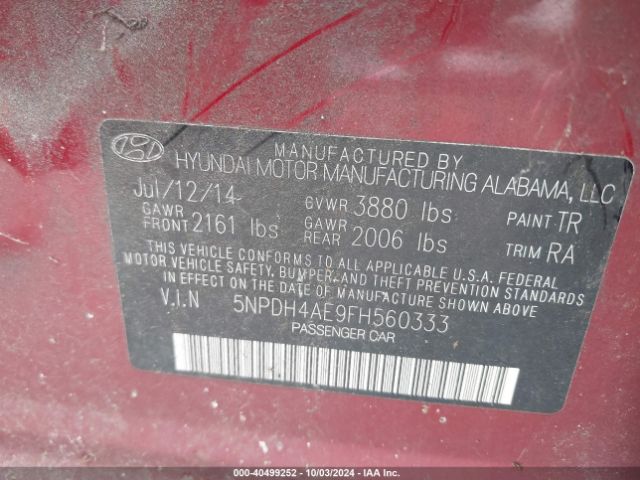 MANUFACTURED BY
HYUNDAI MOTOR MANUFACTURING ALABAMA, LLC
Jul/12/14 GVWR 3880 lbs PAINT TR
GAWR FRONT 2161 lbs GAWR REAR 2006 lbs TRIM RA
THIS VEHICLE CONFORMS TO ALL APPLICABLE U.S.A. FEDERAL
MOTOR VEHICLE SAFETY, BUMPER, AND THEFT PREVENTION STANDARDS
IN EFFECT ON THE DATE OF MANUFACTURE SHOWN ABOVE.
V.I.N 5NPDH4AE9FH560333
PASSENGER CAR
000-40499252 - 10/03/2024 - IAA Inc.